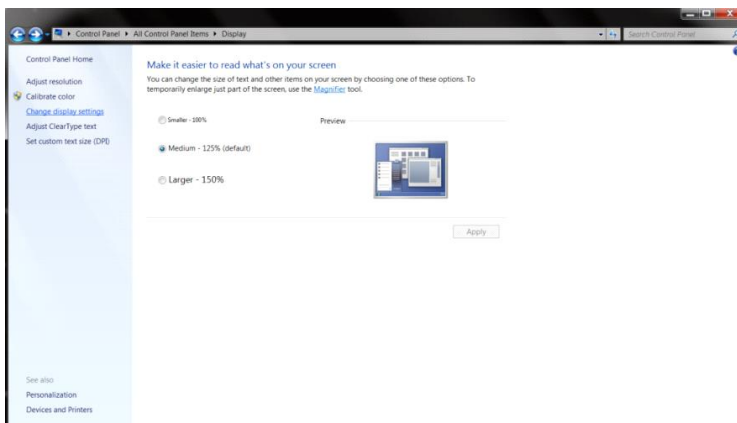 Control Panel ▸ All Control Panel Items ▸ Display
Search Control Panel
Control Panel Home
Adjust resolution
Calibrate color
Change display settings
Adjust ClearType text
Set custom text size (DPI)
See also
Personalization
Devices and Printers
Make it easier to read what's on your screen
You can change the size of text and other items on your screen by choosing one of these options. To
temporarily enlarge just part of the screen, use the Magnifier tool.
Smaller - 100%
Preview
Medium - 125% (default)
Larger - 150%
Apply